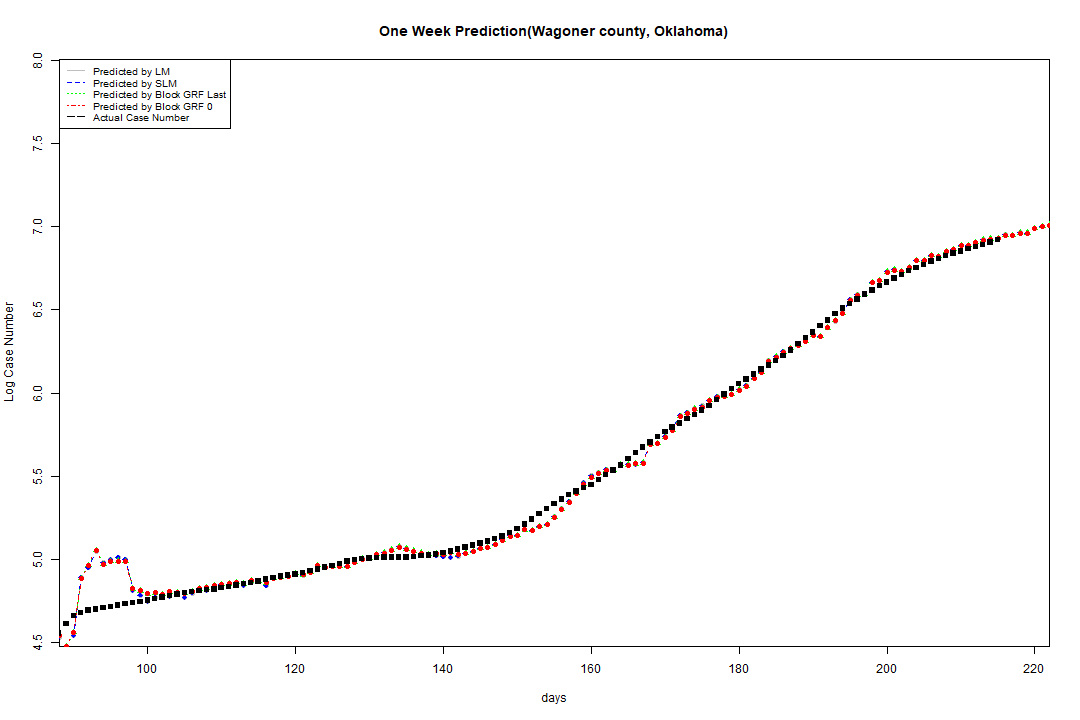 One Week Prediction(Wagoner county, Oklahoma)
Predicted by LM
Predicted by SLM
Predicted by Block GRF Last
Predicted by Block GRF 0
Actual Case Number
Log Case Number
8.0
7.5
7.0
6.5
6.0
5.5
5.0
4.5
100 120 140 160 180 200 220
days